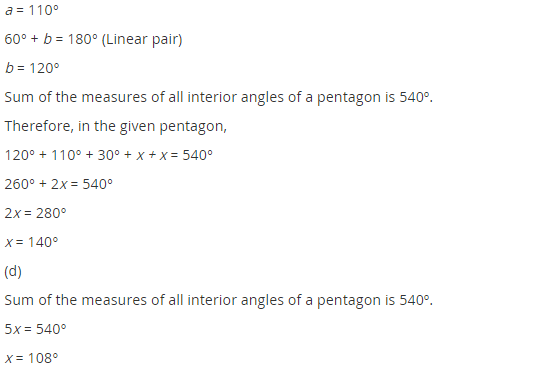 a = 110°
60° + b = 180° (Linear pair)
b = 120°
Sum of the measures of all interior angles of a pentagon is 540°.
Therefore, in the given pentagon,
120° + 110° + 30° + x + x = 540°
260° + 2x = 540°
2x = 280°
x = 140°
(d)
Sum of the measures of all interior angles of a pentagon is 540°.
5x = 540°
x = 108°